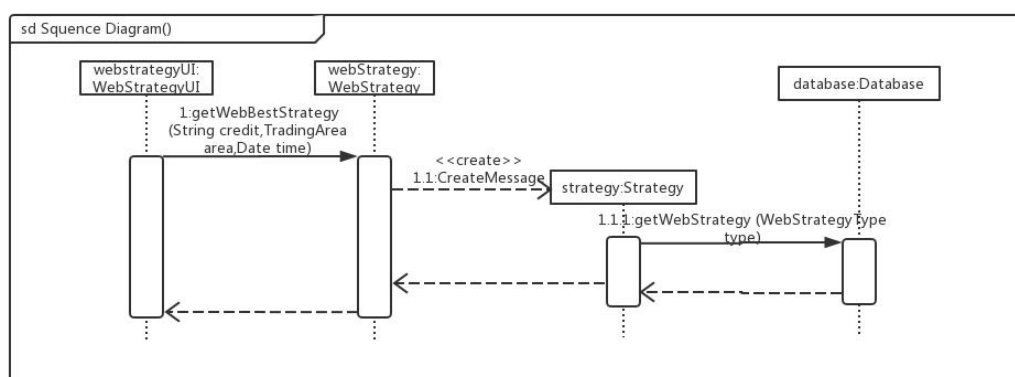 sd Squence Diagram()
webstrategyUI:
WebStrategyUI
webStrategy:
WebStrategy
database:Database
1:getWebBestStrategy
(String credit,TradingArea
area,Date time)
<<create>>
1.1:CreateMessage
strategy:Strategy
1.1.1:getWebStrategy (WebStrategyType
type)